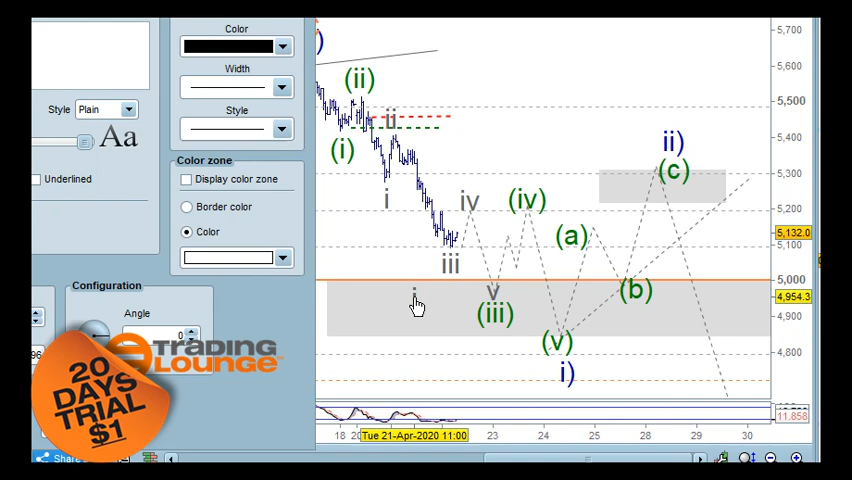 Color
Width
Style
Style Plain
Aa
Underlined
Color zone
Display color zone
Border color
Color
Configuration
Angle
0
96
TRADING
LOUNGE
20
DAYS
TRIAL
$1
Share
(ii)
ii
(i)
i
iii
iv
v
(iii)
(iv)
(v)
i)
(a)
(b)
ii)
(c)
i
5,700
5,600
5,500
5,400
5,300
5,200
5,132.0
5,100
5,000
4,954.3
4,900
4,800
11.858
18 20 Tue 21-Apr-2020 11:00 23 24 25 28 29 30